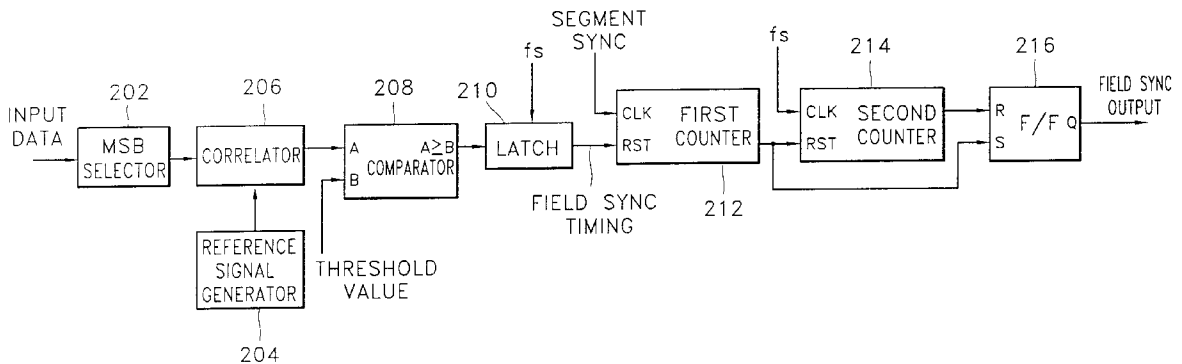 INPUT
DATA
202
MSB
SELECTOR
206
CORRELATOR
REFERENCE
SIGNAL
GENERATOR
204
208
A
B
A≥B
COMPARATOR
THRESHOLD
VALUE
fs
210
LATCH
FIELD SYNC
TIMING
SEGMENT
SYNC
CLK
RST
FIRST
COUNTER
212
fs
214
CLK
RST
SECOND
COUNTER
216
R
S
F/F
Q
FIELD SYNC
OUTPUT